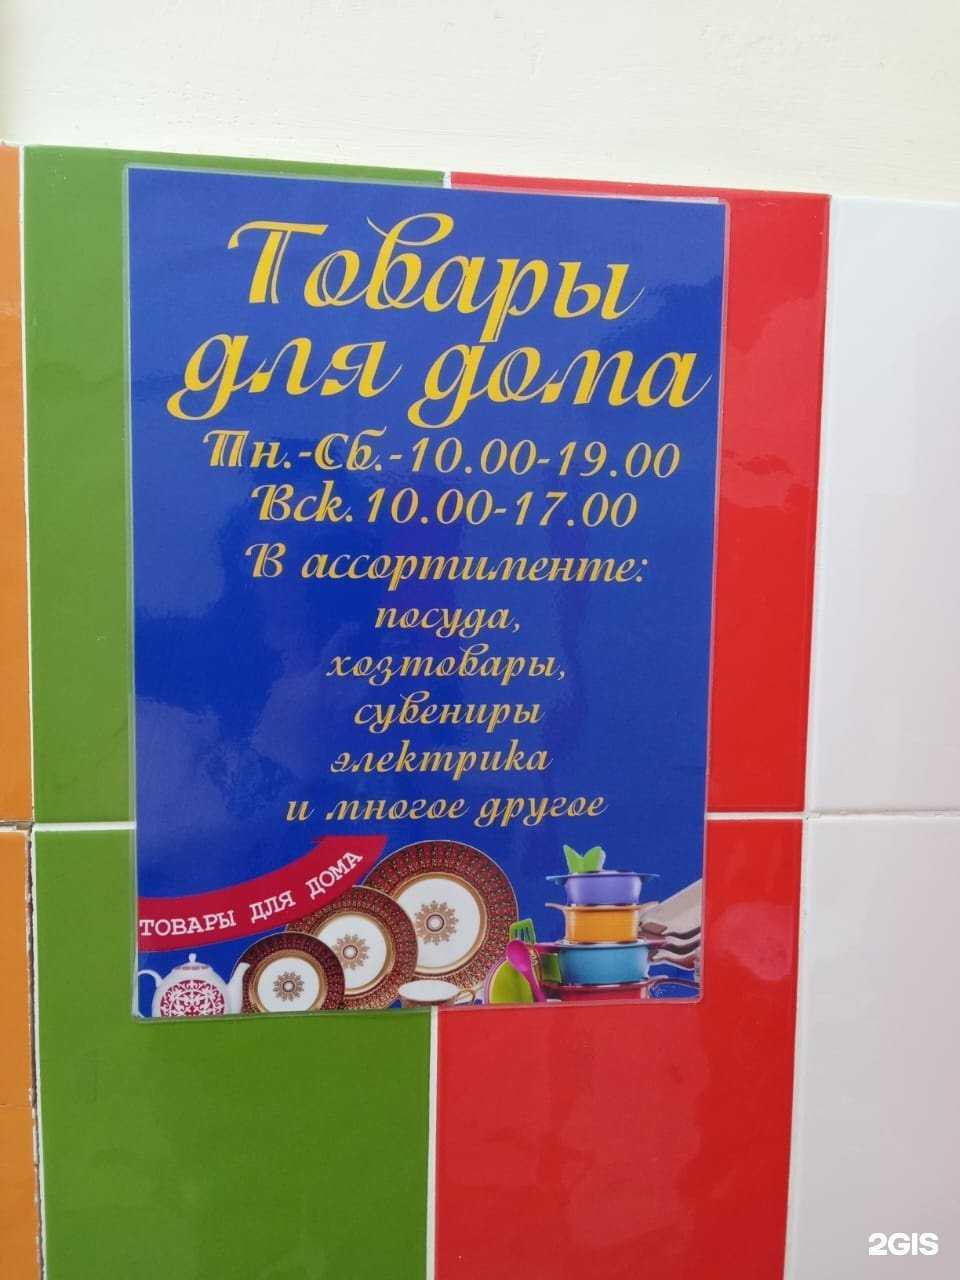 Товары
для дома
Пн.-Сб.-10.00-19.00
Вск.10.00-17.00
В ассортименте:
посуда,
хозтовары,
сувениры
электрика
и многое другое
ТОВАРЫ ДЛЯ ДОМА
2GIS